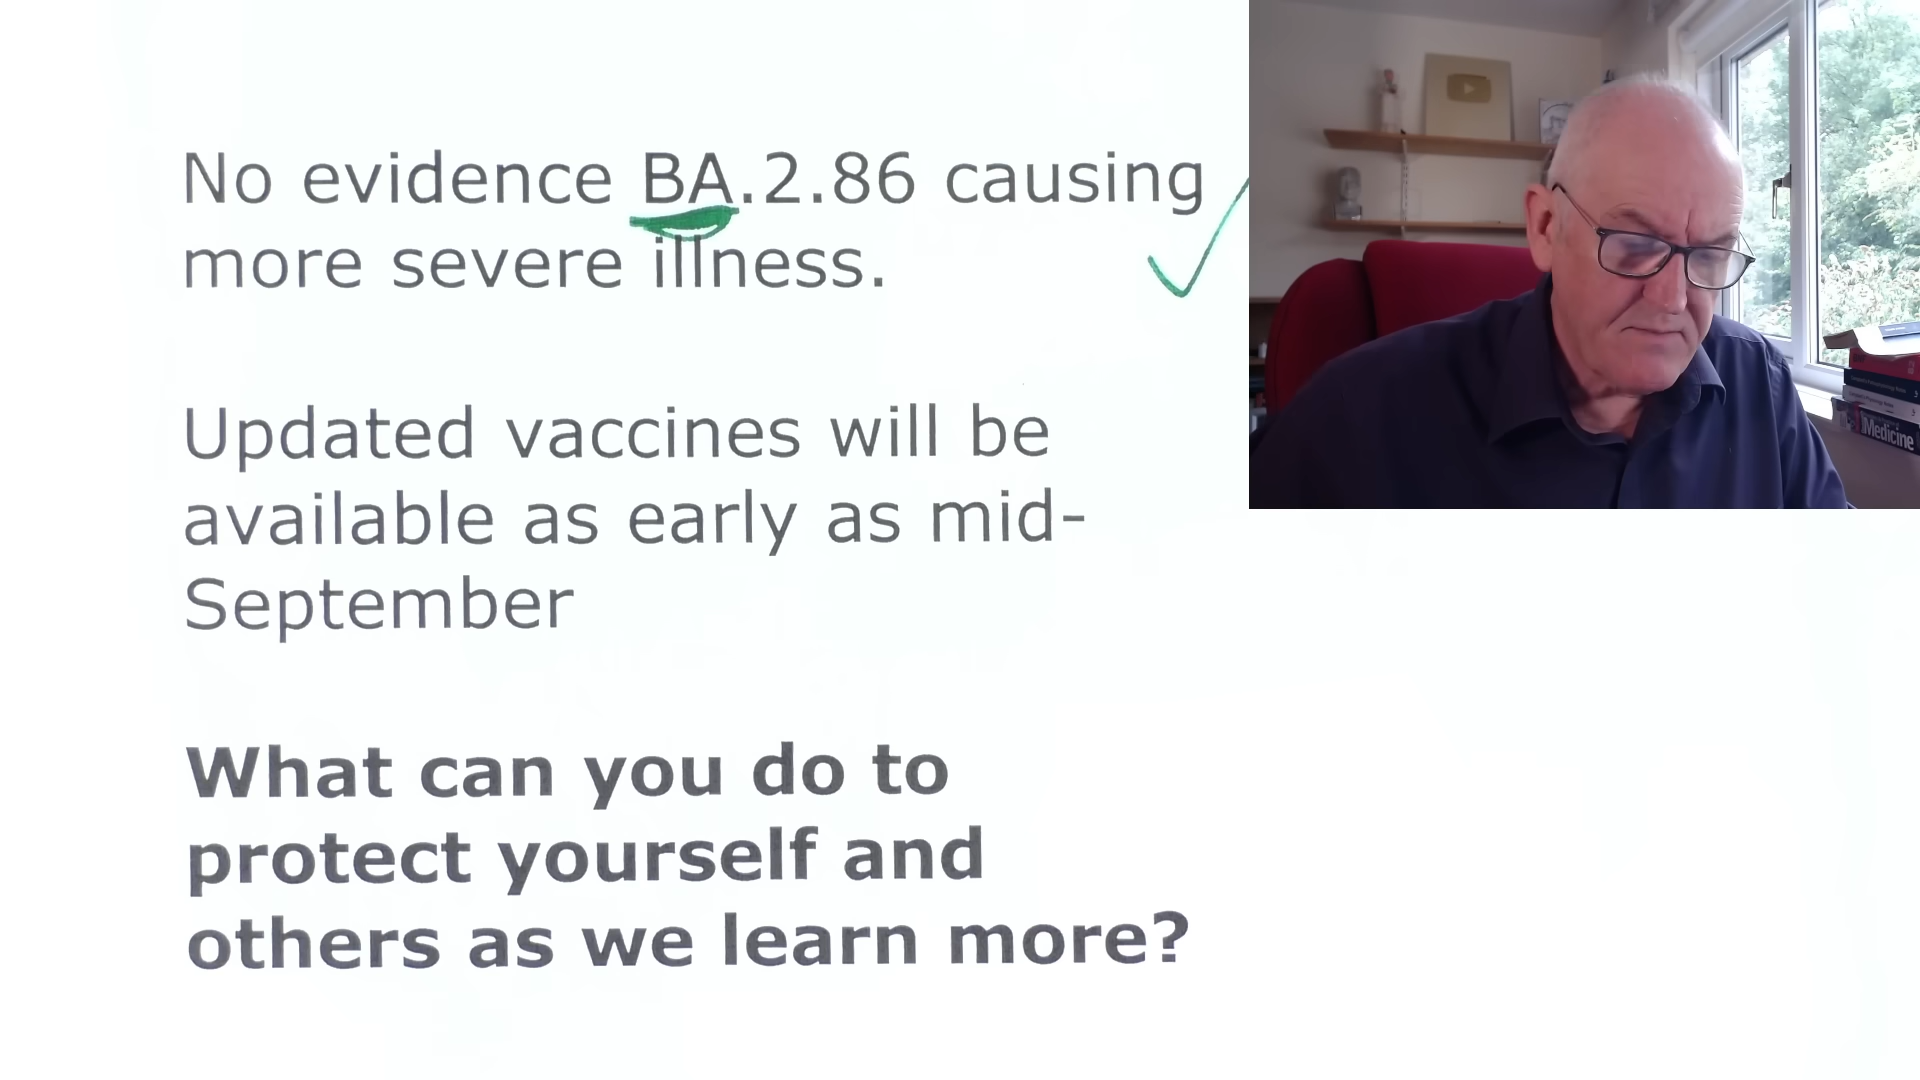 No evidence BA.2.86 causing
more severe illness.
Updated vaccines will be
available as early as mid-
September
What can you do to
protect yourself and
others as we learn more?
Medicine